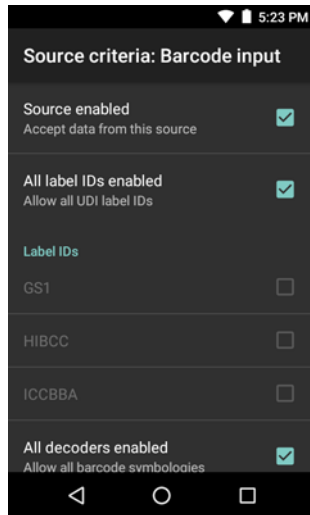 5:23 PM
Source criteria: Barcode input
Source enabled
Accept data from this source
All label IDs enabled
Allow all UDI label IDs
Label IDs
GS1
HIBCC
ICCBBA
All decoders enabled
Allow all barcode symbologies